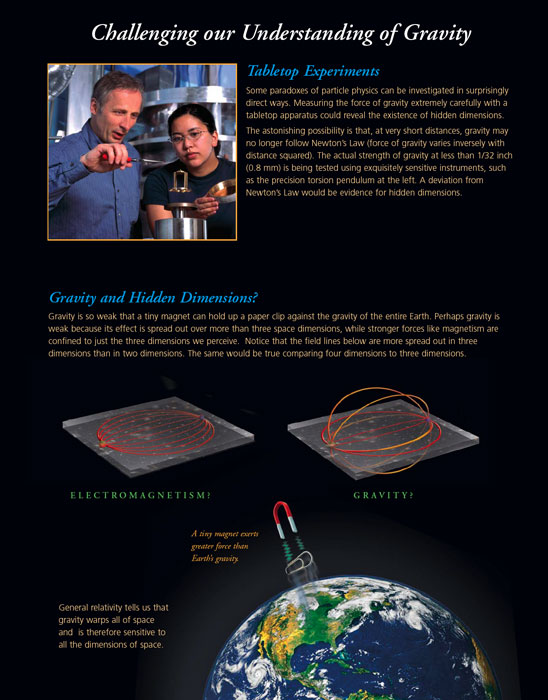 Challenging our Understanding of Gravity
Tabletop Experiments
Some paradoxes of particle physics can be investigated in surprisingly
direct ways. Measuring the force of gravity extremely carefully with a
tabletop apparatus could reveal the existence of hidden dimensions.
The astonishing possibility is that, at very short distances, gravity may
no longer follow Newton's Law (force of gravity varies inversely with
distance squared). The actual strength of gravity at less than 1/32 inch
(0.8 mm) is being tested using exquisitely sensitive instruments, such
as the precision torsion pendulum at the left. A deviation from
Newton's Law would be evidence for hidden dimensions.
Gravity and Hidden Dimensions?
Gravity is so weak that a tiny magnet can hold up a paper clip against the gravity of the entire Earth. Perhaps gravity is
weak because its effect is spread out over more than three space dimensions, while stronger forces like magnetism are
confined to just the three dimensions we perceive. Notice that the field lines below are more spread out in three
dimensions than in two dimensions. The same would be true comparing four dimensions to three dimensions.
ELECTROMAGNETISM?
GRAVITY?
A tiny magnet exerts
greater force than
Earth's gravity.
General relativity tells us that
gravity warps all of space
and is therefore sensitive to
all the dimensions of space.